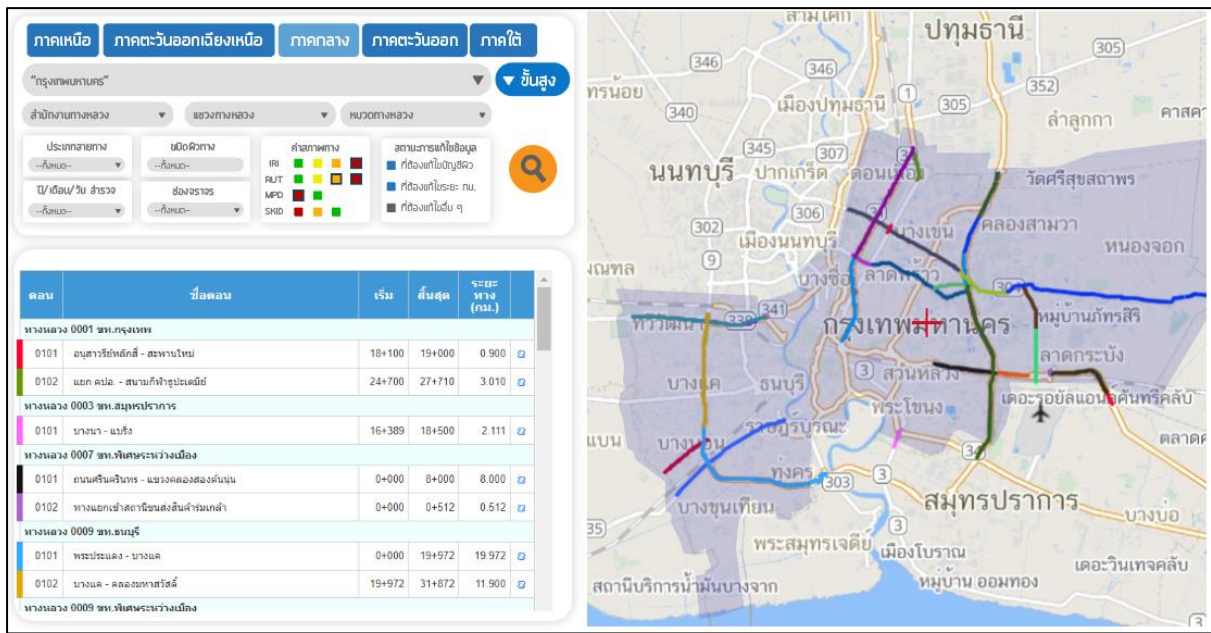 ภาคเหนือ ภาคตะวันออกเฉียงเหนือ ภาคกลาง ภาคตะวันออก ภาคใต้
"กรุงเทพมหานคร" ขั้นสูง
สำนักงานทางหลวง แขวงทางหลวง หมวดทางหลวง
ประเภทสายทาง ชนิดผิวทาง ค่าสภาพทาง สถานะการแก้ไขข้อมูล
--ทั้งหมด-- --ทั้งหมด-- IRI ที่ต้องแก้ไขบัญชีผิว
RUT ที่ต้องแก้ไขระยะ กม.
ปี/เดือน/วัน สำรวจ ช่องจราจร MPD
--ทั้งหมด-- --ทั้งหมด-- SKID ที่ต้องแก้ไขอื่น ๆ
ตอน ชื่อตอน เริ่ม สิ้นสุด ระยะทาง (กม.)
ทางหลวง 0001 ขท.กรุงเทพ
0101 อนุสาวรีย์หลักสี่ - สะพานใหม่ 18+100 19+000 0.900
0102 แยก คปอ. - สนามกีฬาธูปะเตมีย์ 24+700 27+710 3.010
ทางหลวง 0003 ขท.สมุทรปราการ
0101 บางนา - แบริ่ง 16+389 18+500 2.111
ทางหลวง 0007 ขท.พิเศษระหว่างเมือง
0101 ถนนศรีนครินทร - แขวงคลองสองต้นนุ่น 0+000 8+000 8.000
0102 ทางแยกเข้าสถานีขนส่งสินค้าร่มเกล้า 0+000 0+512 0.512
ทางหลวง 0009 ขท.ธนบุรี
0101 พระประแดง - บางแค 0+000 19+972 19.972
0102 บางแค - คลองมหาสวัสดิ์ 19+972 31+872 11.900
ทางหลวง 0009 ขท.พิเศษระหว่างเมือง
สามโคก
ปทุมธานี
305
346 346
352
เมืองปทุมธานี 1 305
340 ลำลูกกา
345 307
นนทบุรี ปากเกร็ด ดอนเมือง วัดศรีสุขสถาพร
306
302 บางเขน คลองสามวา
เมืองนนทบุรี หนองจอก
9
บางซื่อ ลาดพร้าว 304
341
ทวีวัฒนา 338 กรุงเทพมหานคร หมู่บ้านภัทรสิริ
ลาดกระบัง
บางแค ธนบุรี 3 สวนหลวง
พระโขนง เดอะรอยัลแอนด์คันทรีคลับ
ราษฎร์บูรณะ
บางบอน 34
ทุ่งครุ 303 3
บางขุนเทียน สมุทรปราการ บางบ่อ
35 3
พระสมุทรเจดีย์ เมืองโบราณ
เดอะวินเทจคลับ
สถานีบริการน้ำมันบางจาก หมู่บ้าน ออมทอง
3